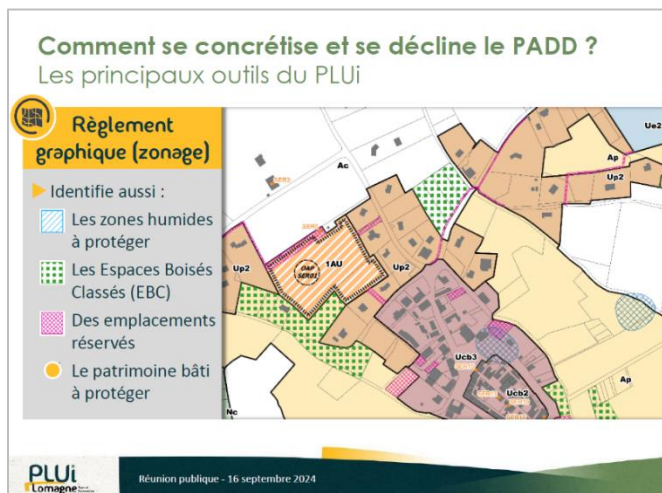 Comment se concrétise et se décline le PADD ?
Les principaux outils du PLUi
Règlement
graphique (zonage)
Identifie aussi :
Les zones humides
à protéger
Les Espaces Boisés
Classés (EBC)
Des emplacements
réservés
Le patrimoine bâti
à protéger
Ac
Ue2
Ap
Up2
1AU
OAP
SER01
Up2
Up2
Ucb3
Ucb2
Ap
Nc
PLUi
Lomagne
Réunion publique - 16 septembre 2024